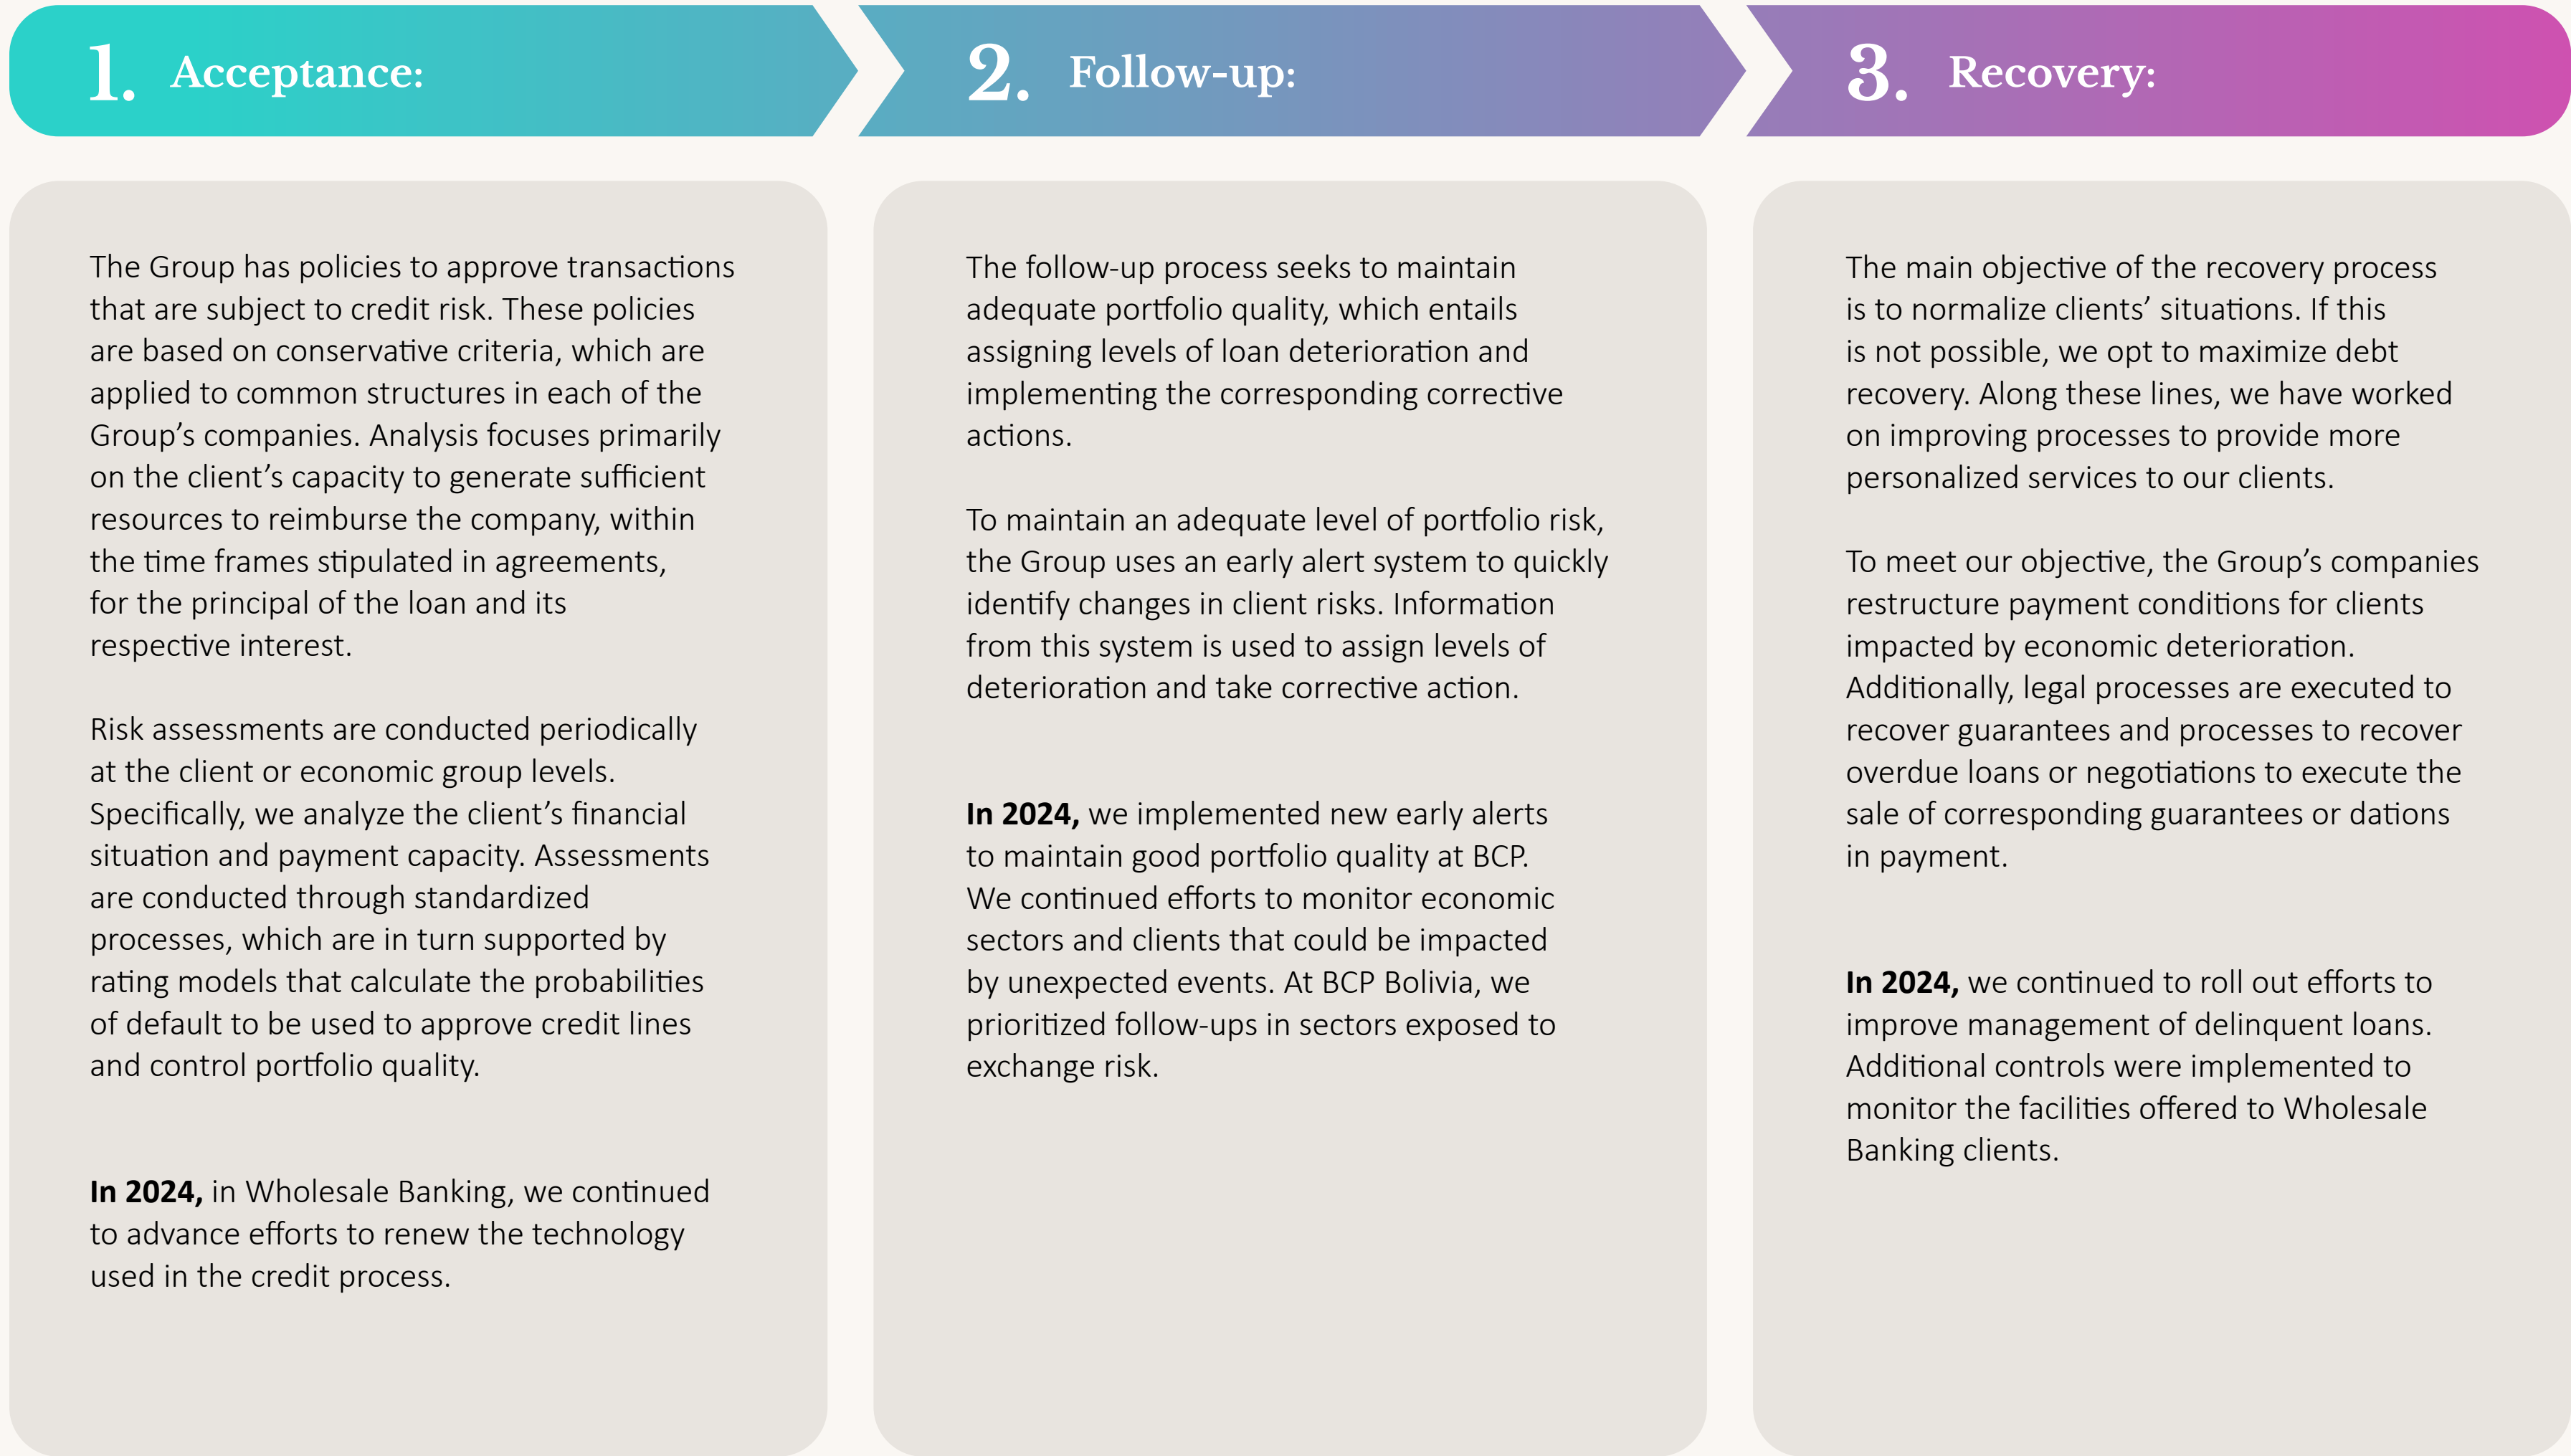 1. Acceptance:
The Group has policies to approve transactions
that are subject to credit risk. These policies
are based on conservative criteria, which are
applied to common structures in each of the
Group’s companies. Analysis focuses primarily
on the client’s capacity to generate sufficient
resources to reimburse the company, within
the time frames stipulated in agreements,
for the principal of the loan and its
respective interest.
Risk assessments are conducted periodically
at the client or economic group levels.
Specifically, we analyze the client’s financial
situation and payment capacity. Assessments
are conducted through standardized
processes, which are in turn supported by
rating models that calculate the probabilities
of default to be used to approve credit lines
and control portfolio quality.
In 2024, in Wholesale Banking, we continued
to advance efforts to renew the technology
used in the credit process.
2. Follow-up:
The follow-up process seeks to maintain
adequate portfolio quality, which entails
assigning levels of loan deterioration and
implementing the corresponding corrective
actions.
To maintain an adequate level of portfolio risk,
the Group uses an early alert system to quickly
identify changes in client risks. Information
from this system is used to assign levels of
deterioration and take corrective action.
In 2024, we implemented new early alerts
to maintain good portfolio quality at BCP.
We continued efforts to monitor economic
sectors and clients that could be impacted
by unexpected events. At BCP Bolivia, we
prioritized follow-ups in sectors exposed to
exchange risk.
3. Recovery:
The main objective of the recovery process
is to normalize clients’ situations. If this
is not possible, we opt to maximize debt
recovery. Along these lines, we have worked
on improving processes to provide more
personalized services to our clients.
To meet our objective, the Group’s companies
restructure payment conditions for clients
impacted by economic deterioration.
Additionally, legal processes are executed to
recover guarantees and processes to recover
overdue loans or negotiations to execute the
sale of corresponding guarantees or dations
in payment.
In 2024, we continued to roll out efforts to
improve management of delinquent loans.
Additional controls were implemented to
monitor the facilities offered to Wholesale
Banking clients.